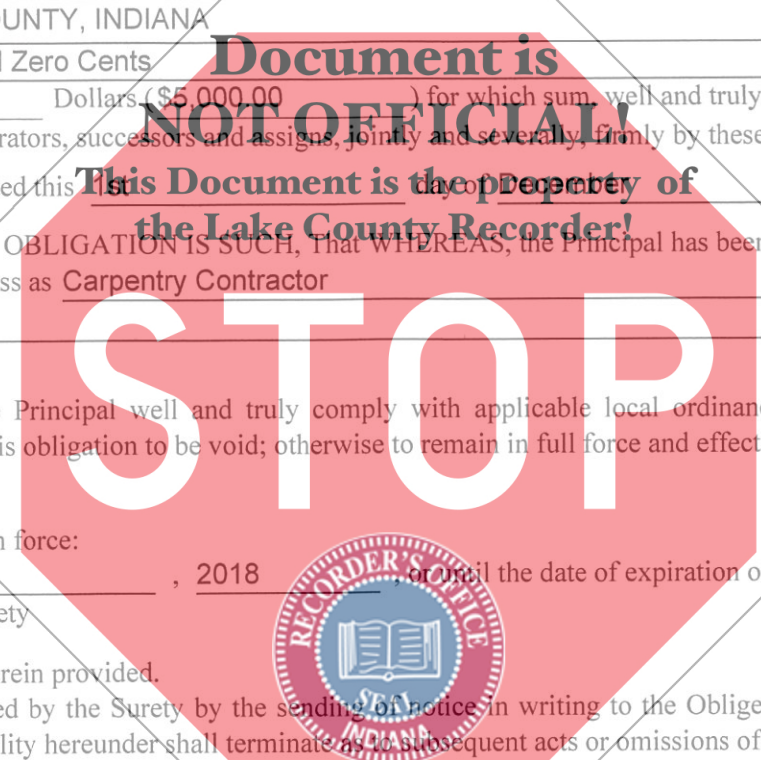 OUNTY, INDIANA
Zero Cents
Document is
Dollars ($5,000.00 ) for which sum, well and truly
NOT OFFICIAL!
rators, successors and assigns, jointly and severally, firmly by these
This Document is the property of
ed this 1st day of December
the Lake County Recorder!
OBLIGATION IS SUCH, That WHEREAS, the Principal has been
ss as Carpentry Contractor
STOP
Principal well and truly comply with applicable local ordinanc
is obligation to be void; otherwise to remain in full force and effect
n force:
, 2018 , or until the date of expiration o
ety
rein provided.
ed by the Surety by the sending of notice in writing to the Oblige
lity hereunder shall terminate as to subsequent acts or omissions of
RECORDER'S OFFICE
SEAL
INDIANA